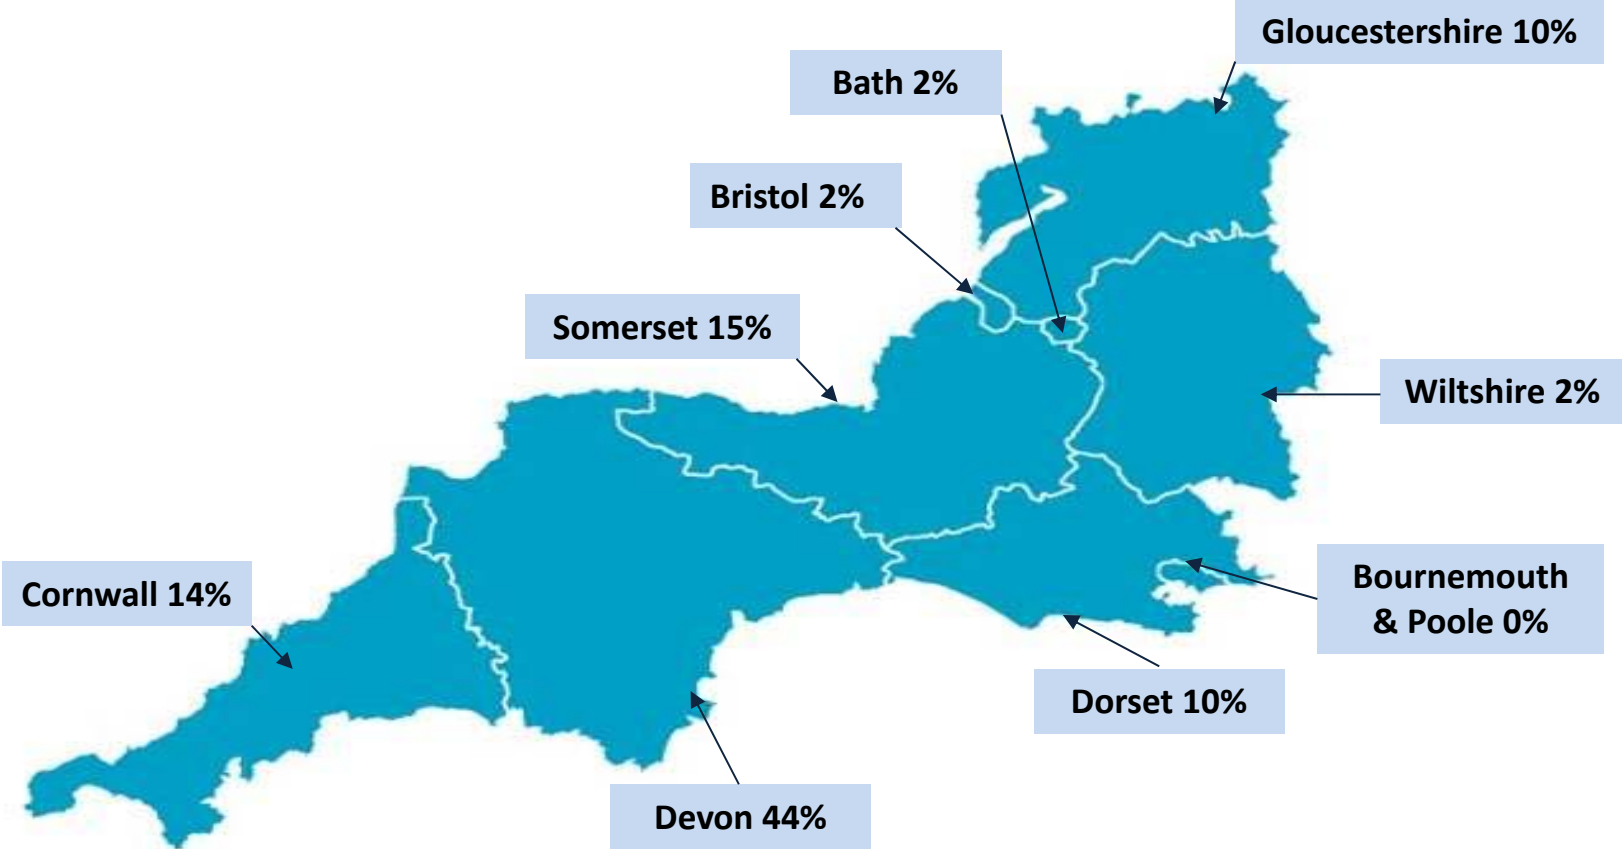 Gloucestershire 10%
Bath 2%
Bristol 2%
Somerset 15%
Wiltshire 2%
Cornwall 14%
Bournemouth
& Poole 0%
Dorset 10%
Devon 44%